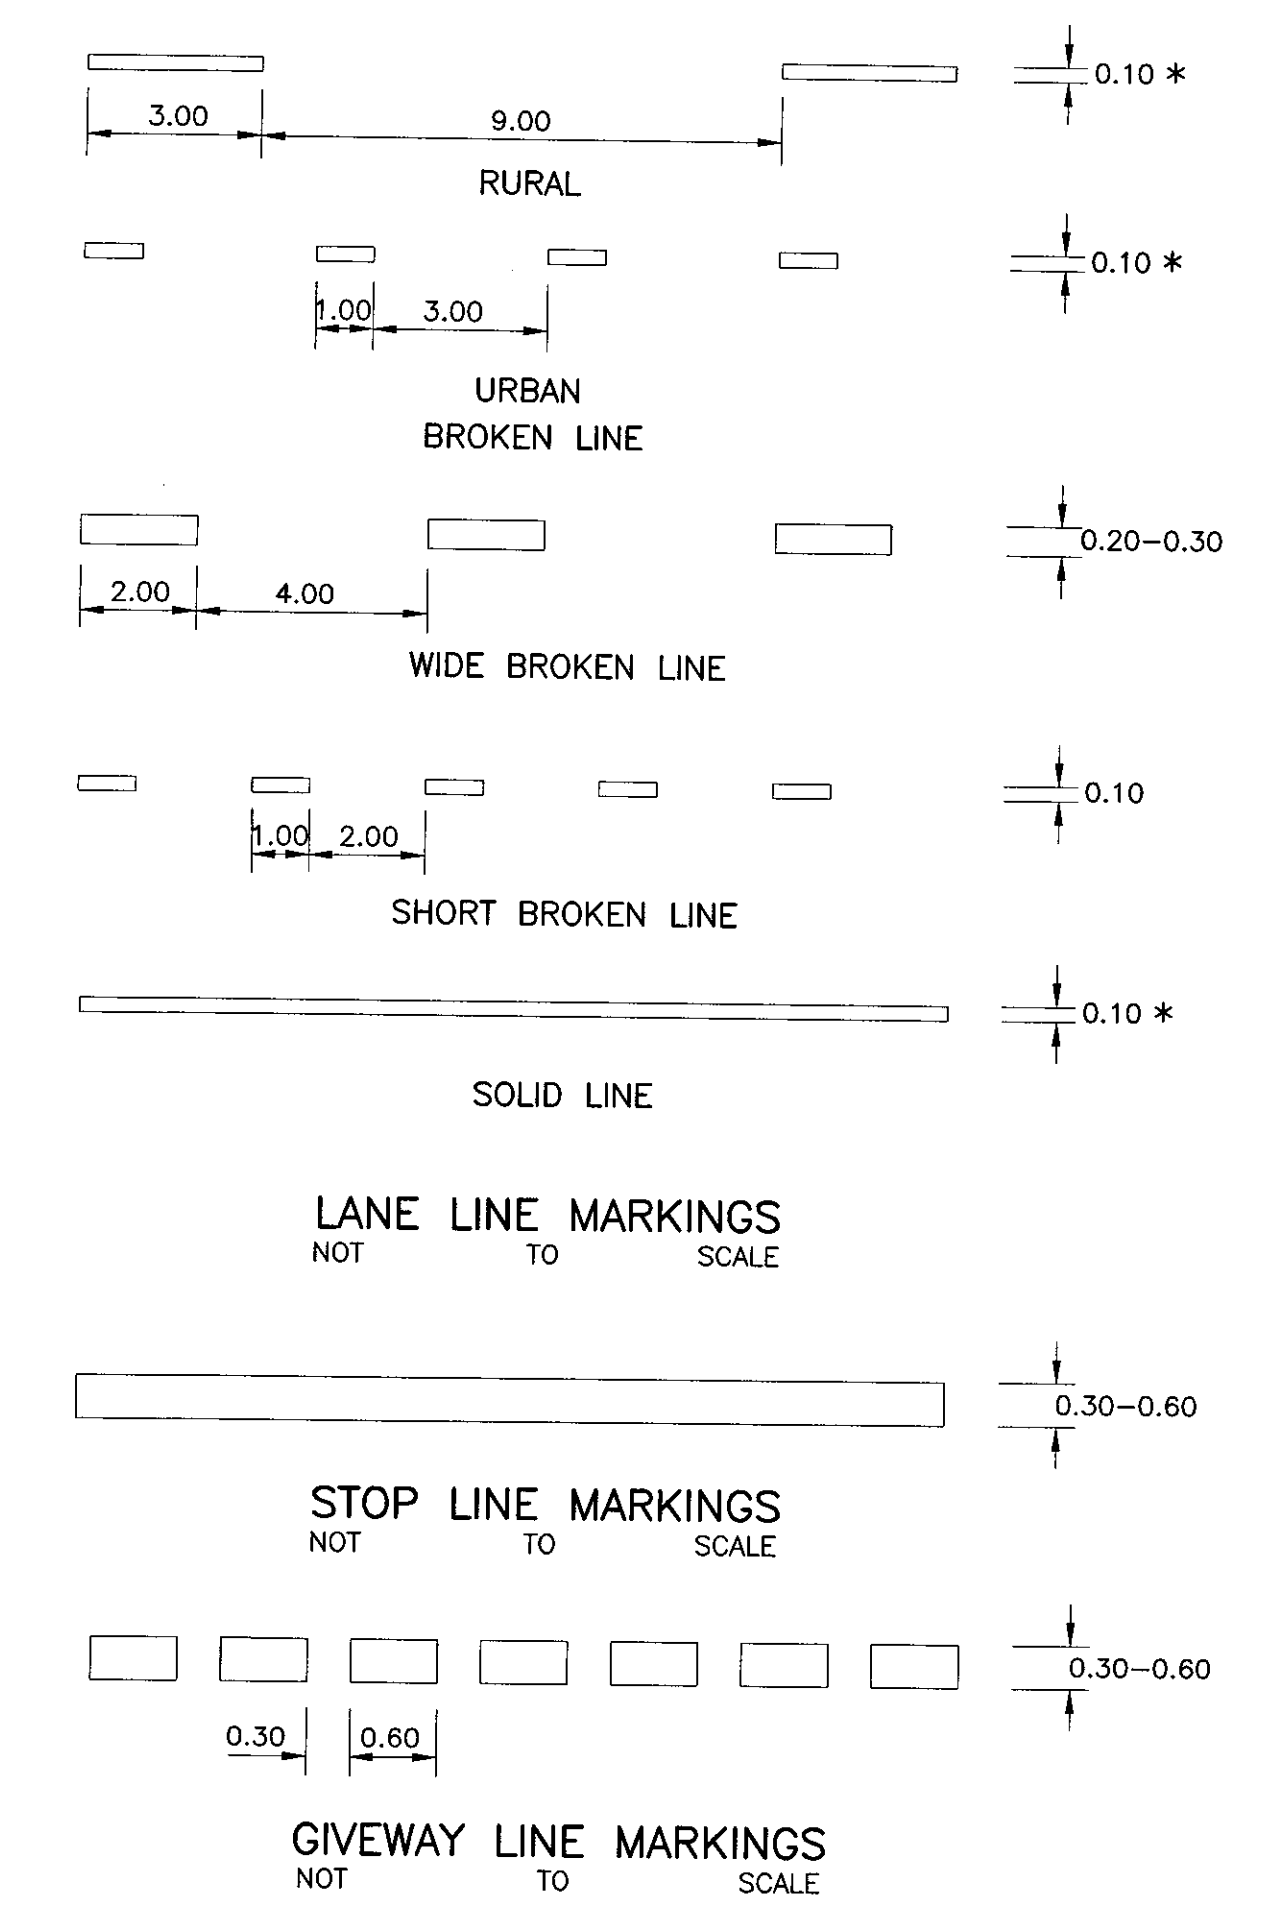 0.10 *
3.00 9.00
RURAL
0.10 *
1.00 3.00
URBAN
BROKEN LINE
0.20-0.30
2.00 4.00
WIDE BROKEN LINE
0.10
1.00 2.00
SHORT BROKEN LINE
0.10 *
SOLID LINE
LANE LINE MARKINGS
NOT TO SCALE
0.30-0.60
STOP LINE MARKINGS
NOT TO SCALE
0.30-0.60
0.30 0.60
GIVEWAY LINE MARKINGS
NOT TO SCALE